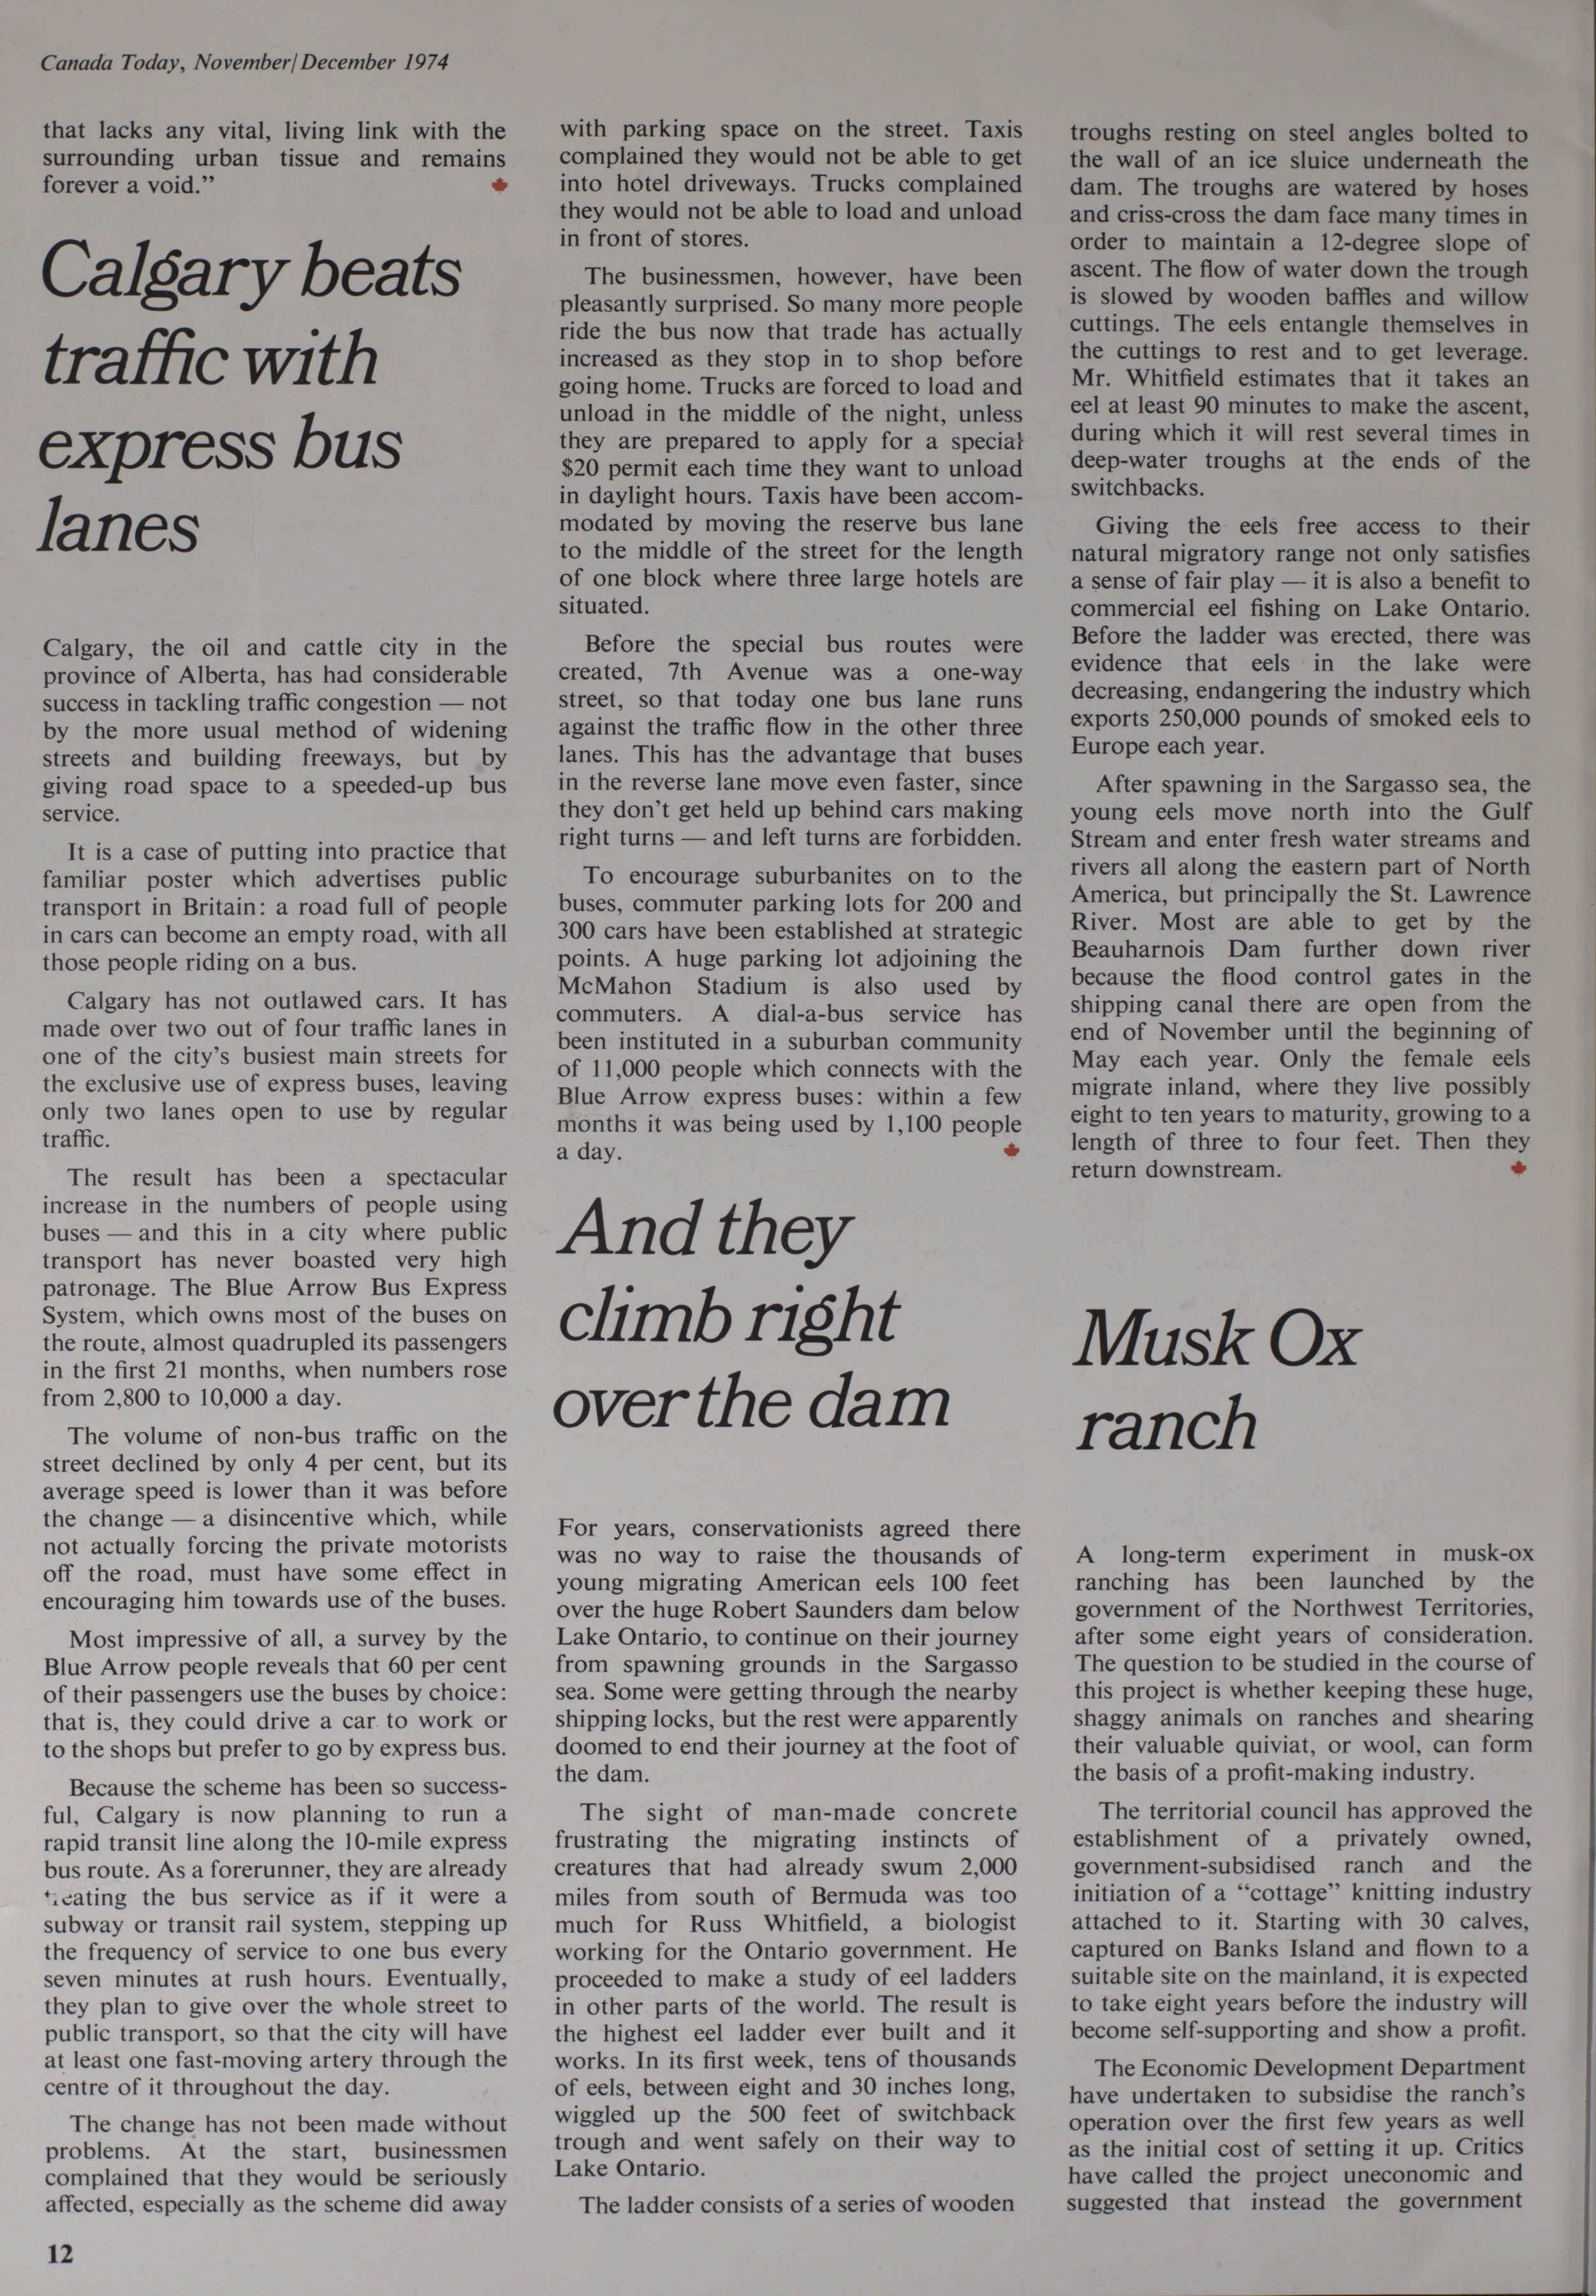 Canada Today, November/December 1974
that lacks any vital, living link with the
surrounding urban tissue and remains
forever a void.”
Calgary beats
traffic with
express bus
lanes
Calgary, the oil and cattle city in the
province of Alberta, has had considerable
success in tackling traffic congestion — not
by the more usual method of widening
streets and building freeways, but by
giving road space to a speeded-up bus
service.
It is a case of putting into practice that
familiar poster which advertises public
transport in Britain: a road full of people
in cars can become an empty road, with all
those people riding on a bus.
Calgary has not outlawed cars. It has
made over two out of four traffic lanes in
one of the city’s busiest main streets for
the exclusive use of express buses, leaving
only two lanes open to use by regular
traffic.
The result has been a spectacular
increase in the numbers of people using
buses — and this in a city where public
transport has never boasted very high
patronage. The Blue Arrow Bus Express
System, which owns most of the buses on
the route, almost quadrupled its passengers
in the first 21 months, when numbers rose
from 2,800 to 10,000 a day.
The volume of non-bus traffic on the
street declined by only 4 per cent, but its
average speed is lower than it was before
the change — a disincentive which, while
not actually forcing the private motorists
off the road, must have some effect in
encouraging him towards use of the buses.
Most impressive of all, a survey by the
Blue Arrow people reveals that 60 per cent
of their passengers use the buses by choice:
that is, they could drive a car to work or
to the shops but prefer to go by express bus.
Because the scheme has been so success-
ful, Calgary is now planning to run a
rapid transit line along the 10-mile express
bus route. As a forerunner, they are already
treating the bus service as if it were a
subway or transit rail system, stepping up
the frequency of service to one bus every
seven minutes at rush hours. Eventually,
they plan to give over the whole street to
public transport, so that the city will have
at least one fast-moving artery through the
centre of it throughout the day.
The change has not been made without
problems. At the start, businessmen
complained that they would be seriously
affected, especially as the scheme did away
with parking space on the street. Taxis
complained they would not be able to get
into hotel driveways. Trucks complained
they would not be able to load and unload
in front of stores.
The businessmen, however, have been
pleasantly surprised. So many more people
ride the bus now that trade has actually
increased as they stop in to shop before
going home. Trucks are forced to load and
unload in the middle of the night, unless
they are prepared to apply for a special
$20 permit each time they want to unload
in daylight hours. Taxis have been accom-
modated by moving the reserve bus lane
to the middle of the street for the length
of one block where three large hotels are
situated.
Before the special bus routes were
created, 7th Avenue was a one-way
street, so that today one bus lane runs
against the traffic flow in the other three
lanes. This has the advantage that buses
in the reverse lane move even faster, since
they don’t get held up behind cars making
right turns — and left turns are forbidden.
To encourage suburbanites on to the
buses, commuter parking lots for 200 and
300 cars have been established at strategic
points. A huge parking lot adjoining the
McMahon Stadium is also used by
commuters. A dial-a-bus service has
been instituted in a suburban community
of 11,000 people which connects with the
Blue Arrow express buses: within a few
months it was being used by 1,100 people
a day.
And they
climb right
over the dam
For years, conservationists agreed there
was no way to raise the thousands of
young migrating American eels 100 feet
over the huge Robert Saunders dam below
Lake Ontario, to continue on their journey
from spawning grounds in the Sargasso
sea. Some were getting through the nearby
shipping locks, but the rest were apparently
doomed to end their journey at the foot of
the dam.
The sight of man-made concrete
frustrating the migrating instincts of
creatures that had already swum 2,000
miles from south of Bermuda was too
much for Russ Whitfield, a biologist
working for the Ontario government. He
proceeded to make a study of eel ladders
in other parts of the world. The result is
the highest eel ladder ever built and it
works. In its first week, tens of thousands
of eels, between eight and 30 inches long,
wiggled up the 500 feet of switchback
trough and went safely on their way to
Lake Ontario.
The ladder consists of a series of wooden
troughs resting on steel angles bolted to
the wall of an ice sluice underneath the
dam. The troughs are watered by hoses
and criss-cross the dam face many times in
order to maintain a 12-degree slope of
ascent. The flow of water down the trough
is slowed by wooden baffles and willow
cuttings. The eels entangle themselves in
the cuttings to rest and to get leverage.
Mr. Whitfield estimates that it takes an
eel at least 90 minutes to make the ascent,
during which it will rest several times in
deep-water troughs at the ends of the
switchbacks.
Giving the eels free access to their
natural migratory range not only satisfies
a sense of fair play — it is also a benefit to
commercial eel fishing on Lake Ontario.
Before the ladder was erected, there was
evidence that eels in the lake were
decreasing, endangering the industry which
exports 250,000 pounds of smoked eels to
Europe each year.
After spawning in the Sargasso sea, the
young eels move north into the Gulf
Stream and enter fresh water streams and
rivers all along the eastern part of North
America, but principally the St. Lawrence
River. Most are able to get by the
Beauharnois Dam further down river
because the flood control gates in the
shipping canal there are open from the
end of November until the beginning of
May each year. Only the female eels
migrate inland, where they live possibly
eight to ten years to maturity, growing to a
length of three to four feet. Then they
return downstream.
Musk Ox
ranch
A long-term experiment in musk-ox
ranching has been launched by the
government of the Northwest Territories,
after some eight years of consideration.
The question to be studied in the course of
this project is whether keeping these huge,
shaggy animals on ranches and shearing
their valuable quiviat, or wool, can form
the basis of a profit-making industry.
The territorial council has approved the
establishment of a privately owned,
government-subsidised ranch and the
initiation of a “cottage” knitting industry
attached to it. Starting with 30 calves,
captured on Banks Island and flown to a
suitable site on the mainland, it is expected
to take eight years before the industry will
become self-supporting and show a profit.
The Economic Development Department
have undertaken to subsidise the ranch’s
operation over the first few years as well
as the initial cost of setting it up. Critics
have called the project uneconomic and
suggested that instead the government
12